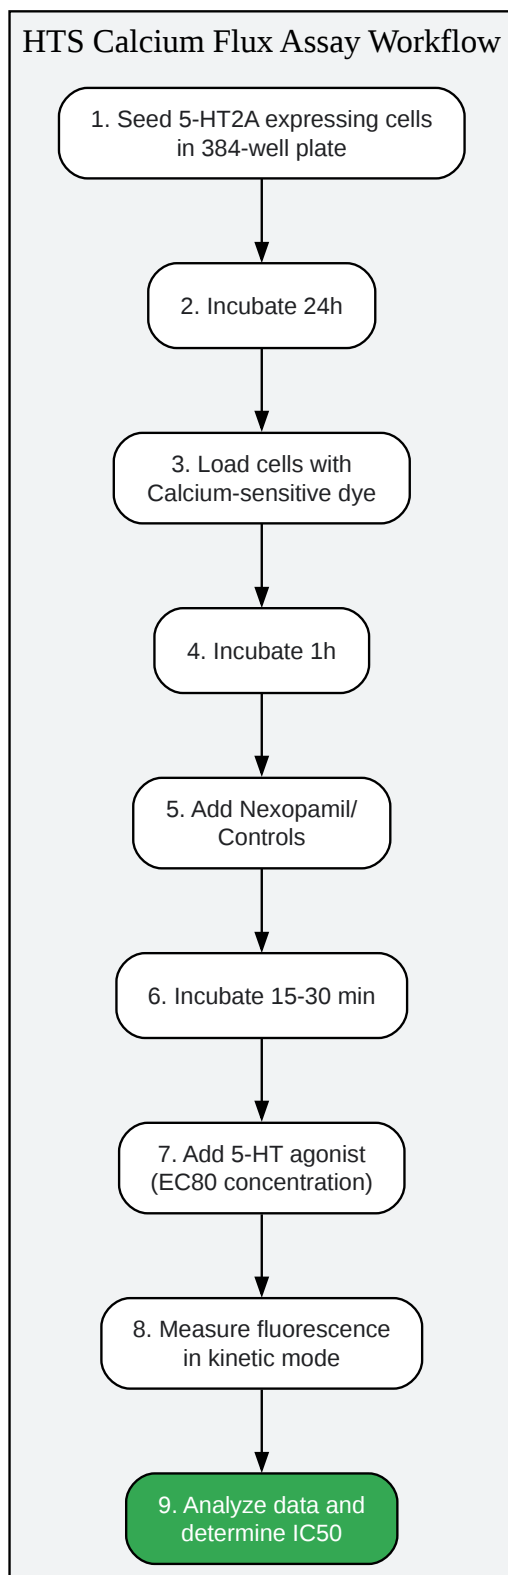 HTS Calcium Flux Assay Workflow
1. Seed 5-HT2A expressing cells
in 384-well plate
2. Incubate 24h
3. Load cells with
Calcium-sensitive dye
4. Incubate 1h
5. Add Nexopamil/
Controls
6. Incubate 15-30 min
7. Add 5-HT agonist
(EC80 concentration)
8. Measure fluorescence
in kinetic mode
9. Analyze data and
determine IC50